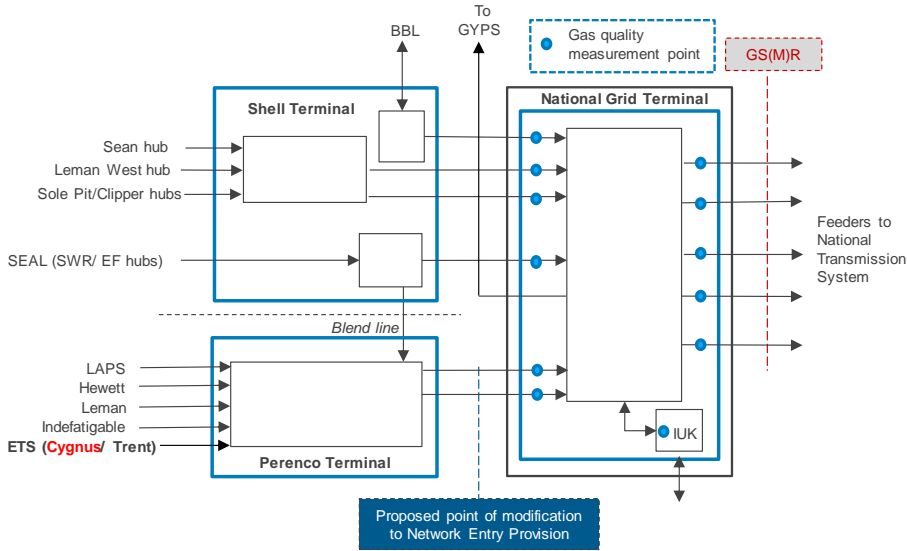 To
GYPS
BBL
Gas quality
measurement point
GS(M)R
Shell Terminal
National Grid Terminal
Sean hub
Leman West hub
Sole Pit/Clipper hubs
SEAL (SWR/ EF hubs)
Feeders to
National
Transmission
System
Blend line
LAPS
Hewett
Leman
Indefatigable
ETS (Cygnus/ Trent)
Perenco Terminal
IUK
Proposed point of modification
to Network Entry Provision